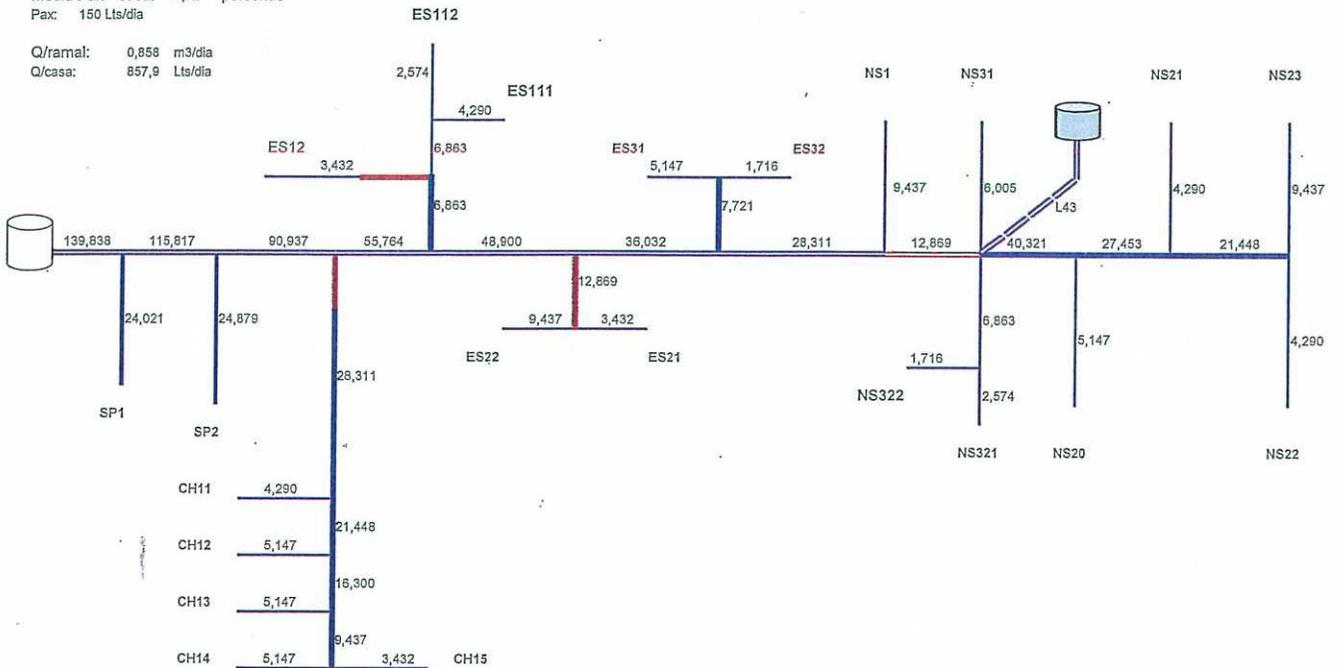 Pax: 150 Lts/dia
ES112
Q/ramal: 0,858 m3/dia
Q/casa: 857,9 Lts/dia
2,574
NS1
NS31
NS21
NS23
ES111
4,290
ES12
3,432
6,863
ES31
5,147
1,716
ES32
9,437
6,005
4,290
9,437
6,863
7,721
L43
139,838
115,817
90,937
55,764
48,900
36,032
28,311
12,869
40,321
27,453
21,448
12,869
24,021
24,879
9,437
3,432
6,863
5,147
4,290
ES22
ES21
1,716
28,311
NS322
2,574
SP1
SP2
NS321
NS20
NS22
CH11
4,290
21,448
CH12
5,147
16,300
CH13
5,147
9,437
CH14
5,147
3,432
CH15